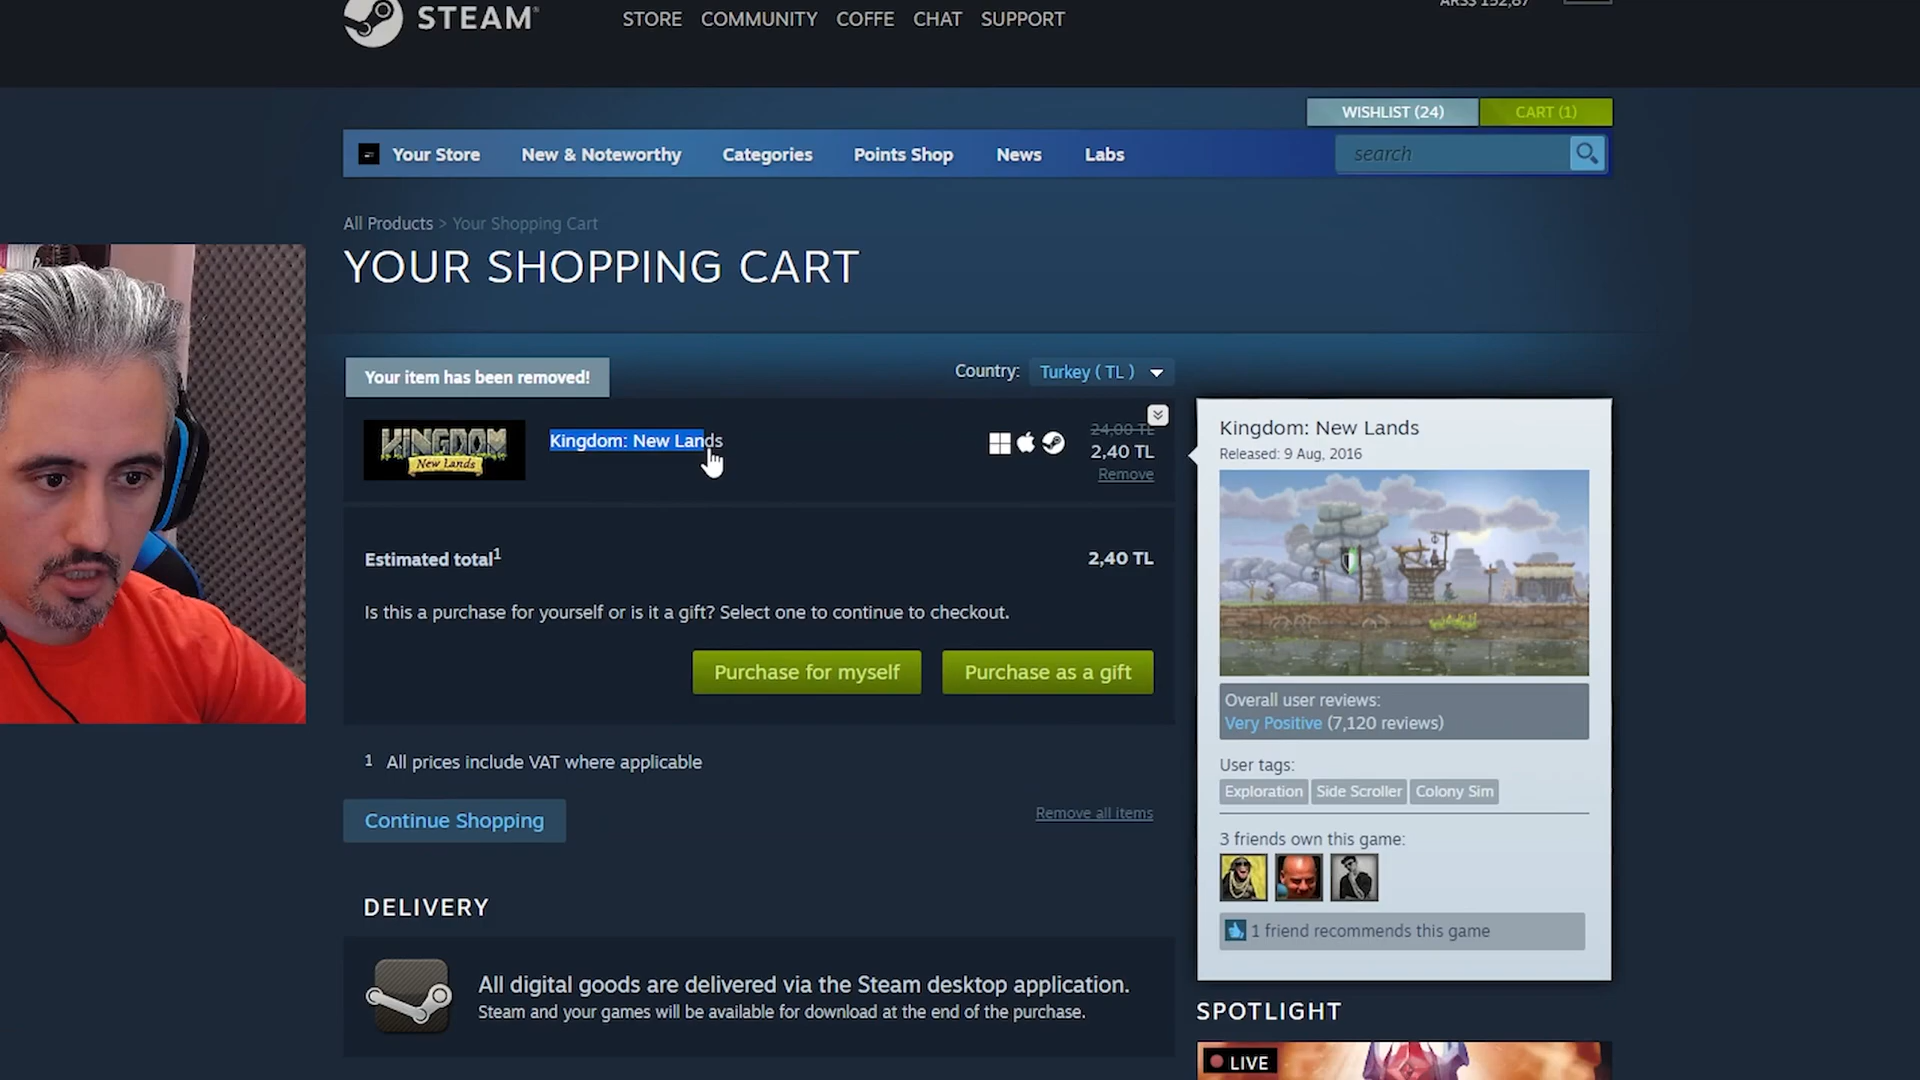 STEAM®
STORE COMMUNITY COFFE CHAT SUPPORT
ARS$ 152,87
WISHLIST (24) CART (1)
Your Store New & Noteworthy Categories Points Shop News Labs search
All Products > Your Shopping Cart
YOUR SHOPPING CART
Your item has been removed!
Country: Turkey ( TL )
KINGDOM
New Lands
Kingdom: New Lands
24,00 TL
2,40 TL
Remove
Estimated total1
2,40 TL
Is this a purchase for yourself or is it a gift? Select one to continue to checkout.
Purchase for myself Purchase as a gift
1 All prices include VAT where applicable
Continue Shopping
Remove all items
DELIVERY
All digital goods are delivered via the Steam desktop application.
Steam and your games will be available for download at the end of the purchase.
Kingdom: New Lands
Released: 9 Aug, 2016
Overall user reviews:
Very Positive (7,120 reviews)
User tags:
Exploration Side Scroller Colony Sim
3 friends own this game:
1 friend recommends this game
SPOTLIGHT
LIVE